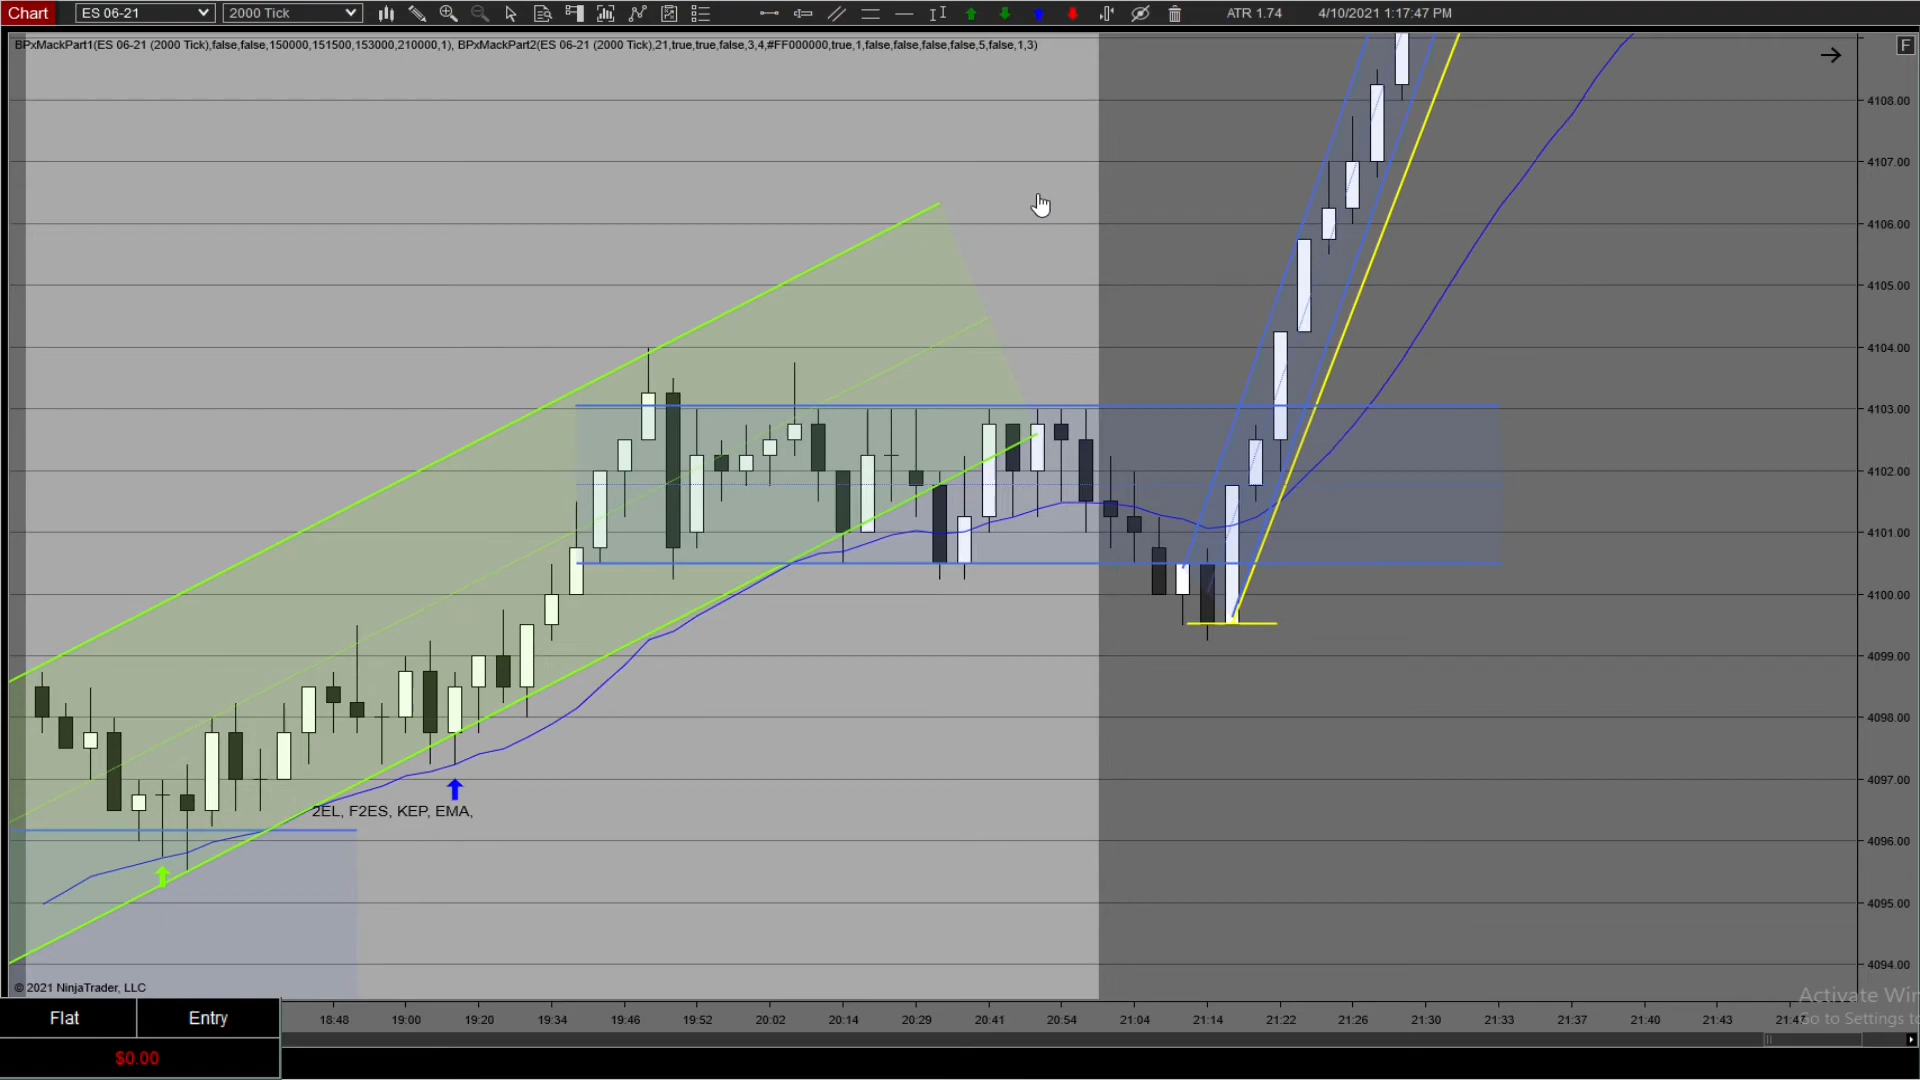 Chart ES 06-21 2000 Tick ATR 1.74 4/10/2021 1:17:47 PM
BPxMackPart1(ES 06-21 (2000 Tick),false,false,150000,151500,153000,210000,1), BPxMackPart2(ES 06-21 (2000 Tick),21,true,true,false,3,4,#FF000000,true,1,false,false,false,false,5,false,1,3)
F
4108.00
4107.00
4106.00
4105.00
4104.00
4103.00
4102.00
4101.00
4100.00
4099.00
4098.00
4097.00
2EL, F2ES, KEP, EMA,
4096.00
4095.00
4094.00
© 2021 NinjaTrader, LLC
Activate Win
Go to Settings t
Flat Entry
18:48 19:00 19:20 19:34 19:46 19:52 20:02 20:14 20:29 20:41 20:54 21:04 21:14 21:22 21:26 21:30 21:33 21:37 21:40 21:43 21:47
$0.00